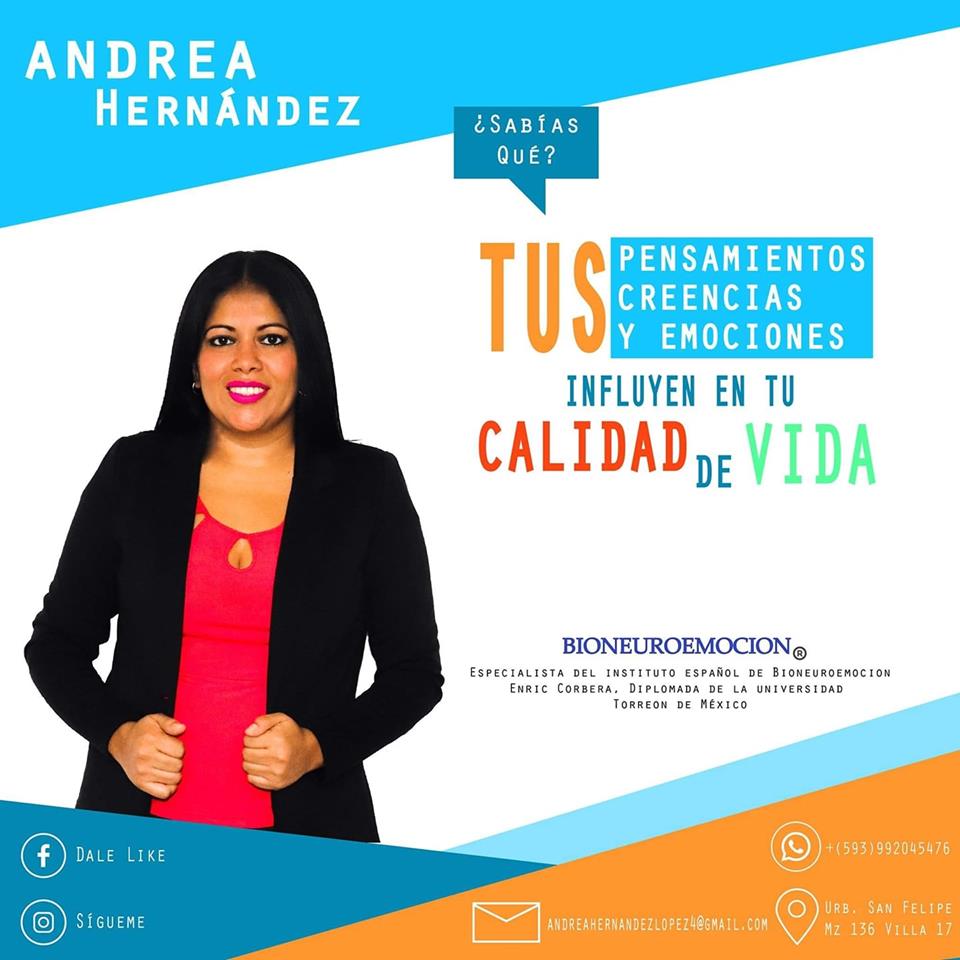 ANDREA
HERNÁNDEZ
¿SABÍAS
QUÉ?
TUS
PENSAMIENTOS
CREENCIAS
Y EMOCIONES
INFLUYEN EN TU
CALIDAD DE VIDA
BIONEUROEMOCION®
ESPECIALISTA DEL INSTITUTO ESPAÑOL DE BIONEUROEMOCION
ENRIC CORBERA, DIPLOMADA DE LA UNIVERSIDAD
TORREON DE MÉXICO
DALE LIKE
SÍGUEME
+(593)992045476
ANDREAHERNANDEZLOPEZ4@GMAIL.COM
URB. SAN FELIPE
MZ 136 VILLA 17